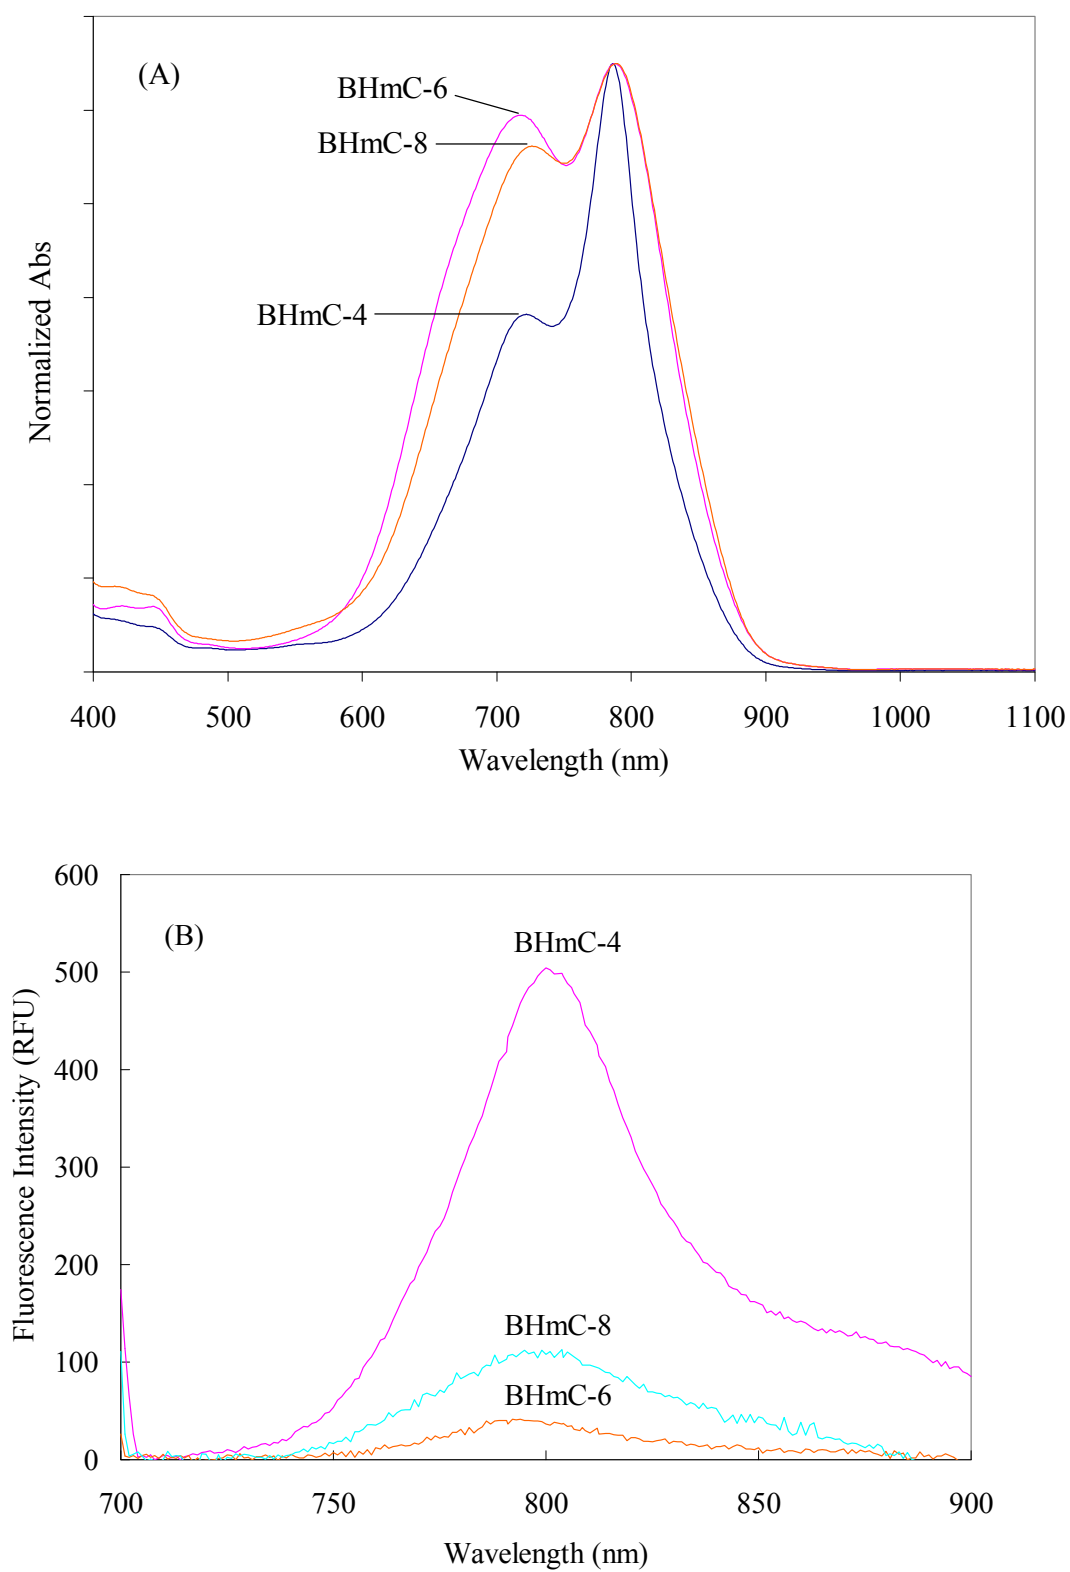 (A)
BHmC-6
BHmC-8
BHmC-4
Normalized Abs
400 500 600 700 800 900 1000 1100
Wavelength (nm)
600
500
400
300
200
100
0
(B)
BHmC-4
BHmC-8
BHmC-6
Fluorescence Intensity (RFU)
700 750 800 850 900
Wavelength (nm)